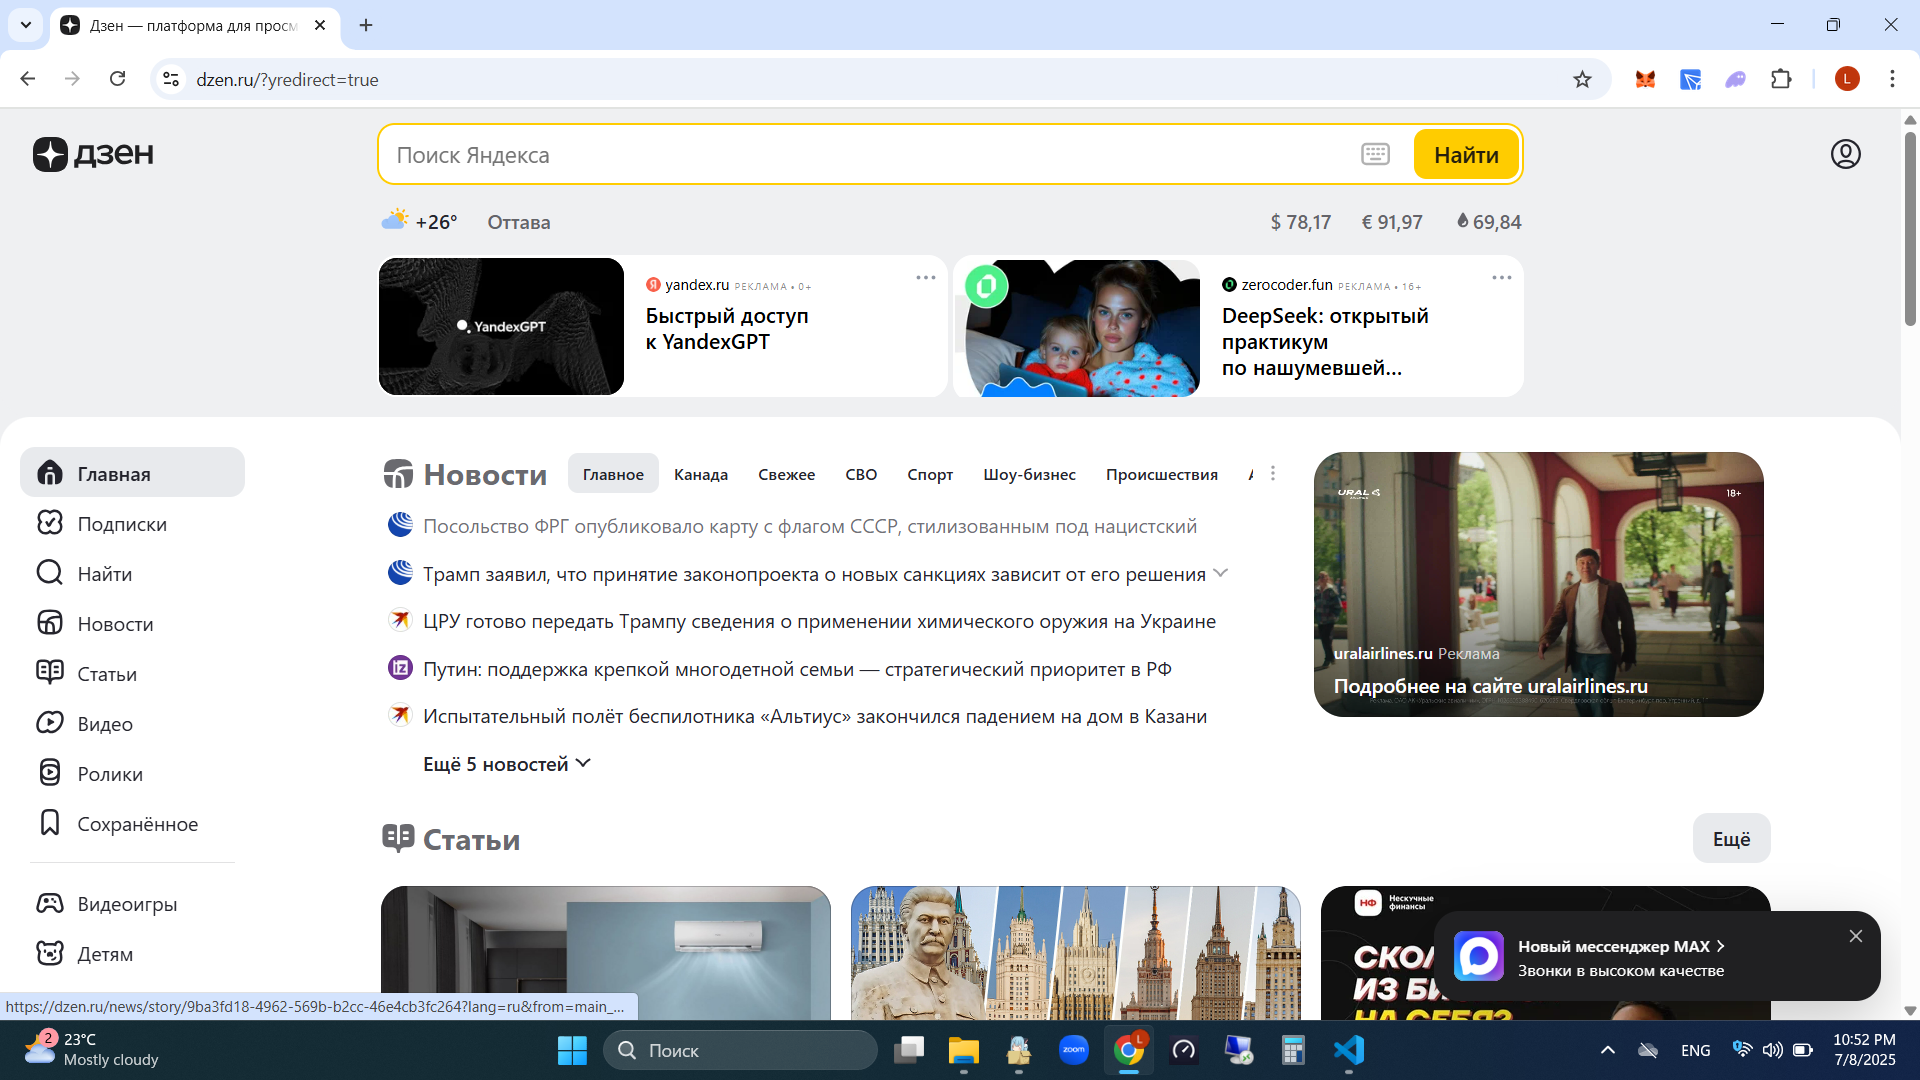 Дзен — платформа для просм
dzen.ru/?yredirect=true
L
дзен
Поиск Яндекса
Найти
+26°
Оттава
$ 78,17
€ 91,97
69,84
YandexGPT
yandex.ru РЕКЛАМА • 0+
Быстрый доступ
к YandexGPT
zerocoder.fun РЕКЛАМА • 16+
DeepSeek: открытый
практикум
по нашумевшей...
Главная
Подписки
Найти
Новости
Статьи
Видео
Ролики
Сохранённое
Видеоигры
Детям
Новости
Главное
Канада
Свежее
СВО
Спорт
Шоу-бизнес
Происшествия
Посольство ФРГ опубликовало карту с флагом СССР, стилизованным под нацистский
Трамп заявил, что принятие законопроекта о новых санкциях зависит от его решения
ЦРУ готово передать Трампу сведения о применении химического оружия на Украине
iz
Путин: поддержка крепкой многодетной семьи — стратегический приоритет в РФ
Испытательный полёт беспилотника «Альтиус» закончился падением на дом в Казани
Ещё 5 новостей
URAL
18+
uralairlines.ru Реклама
Подробнее на сайте uralairlines.ru
Статьи
Ещё
НФ
Нескучные
финансы
СКО
ИЗ БИ
НА СЕБЯ?
Новый мессенджер MAX
Звонки в высоком качестве
https://dzen.ru/news/story/9ba3fd18-4962-569b-b2cc-46e4cb3fc264?lang=ru&from=main_...
2
23°C
Mostly cloudy
Поиск
zoom
L
ENG
10:52 PM
7/8/2025